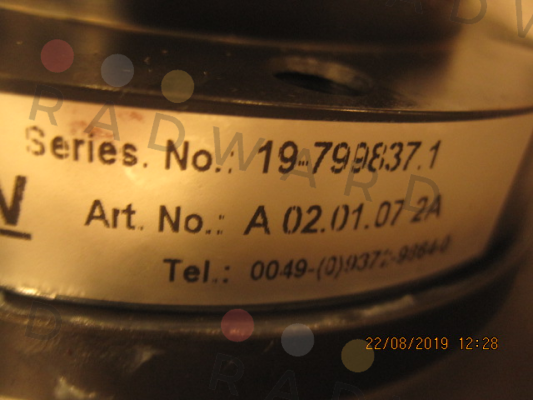 RADWARD
Series. No.: 19-799837.1
N
Art. No.: A 02.01.07 2A
Tel.: 0049-(0)9372-9864-0
22/08/2019 12:28